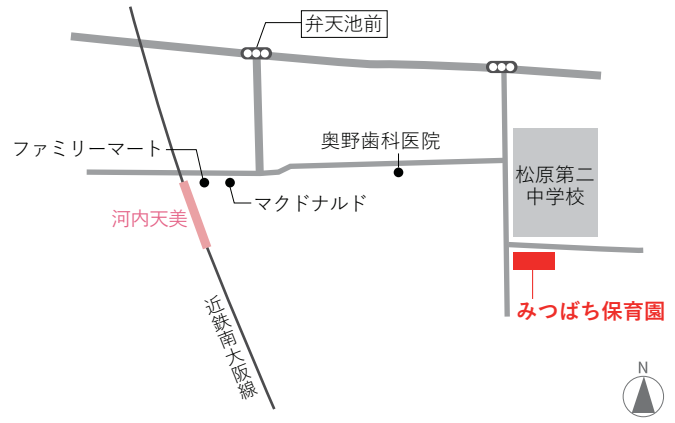 弁天池前
奥野歯科医院
ファミリーマート
松原第二
中学校
マクドナルド
河内天美
みつばち保育園
近鉄南大阪線
N